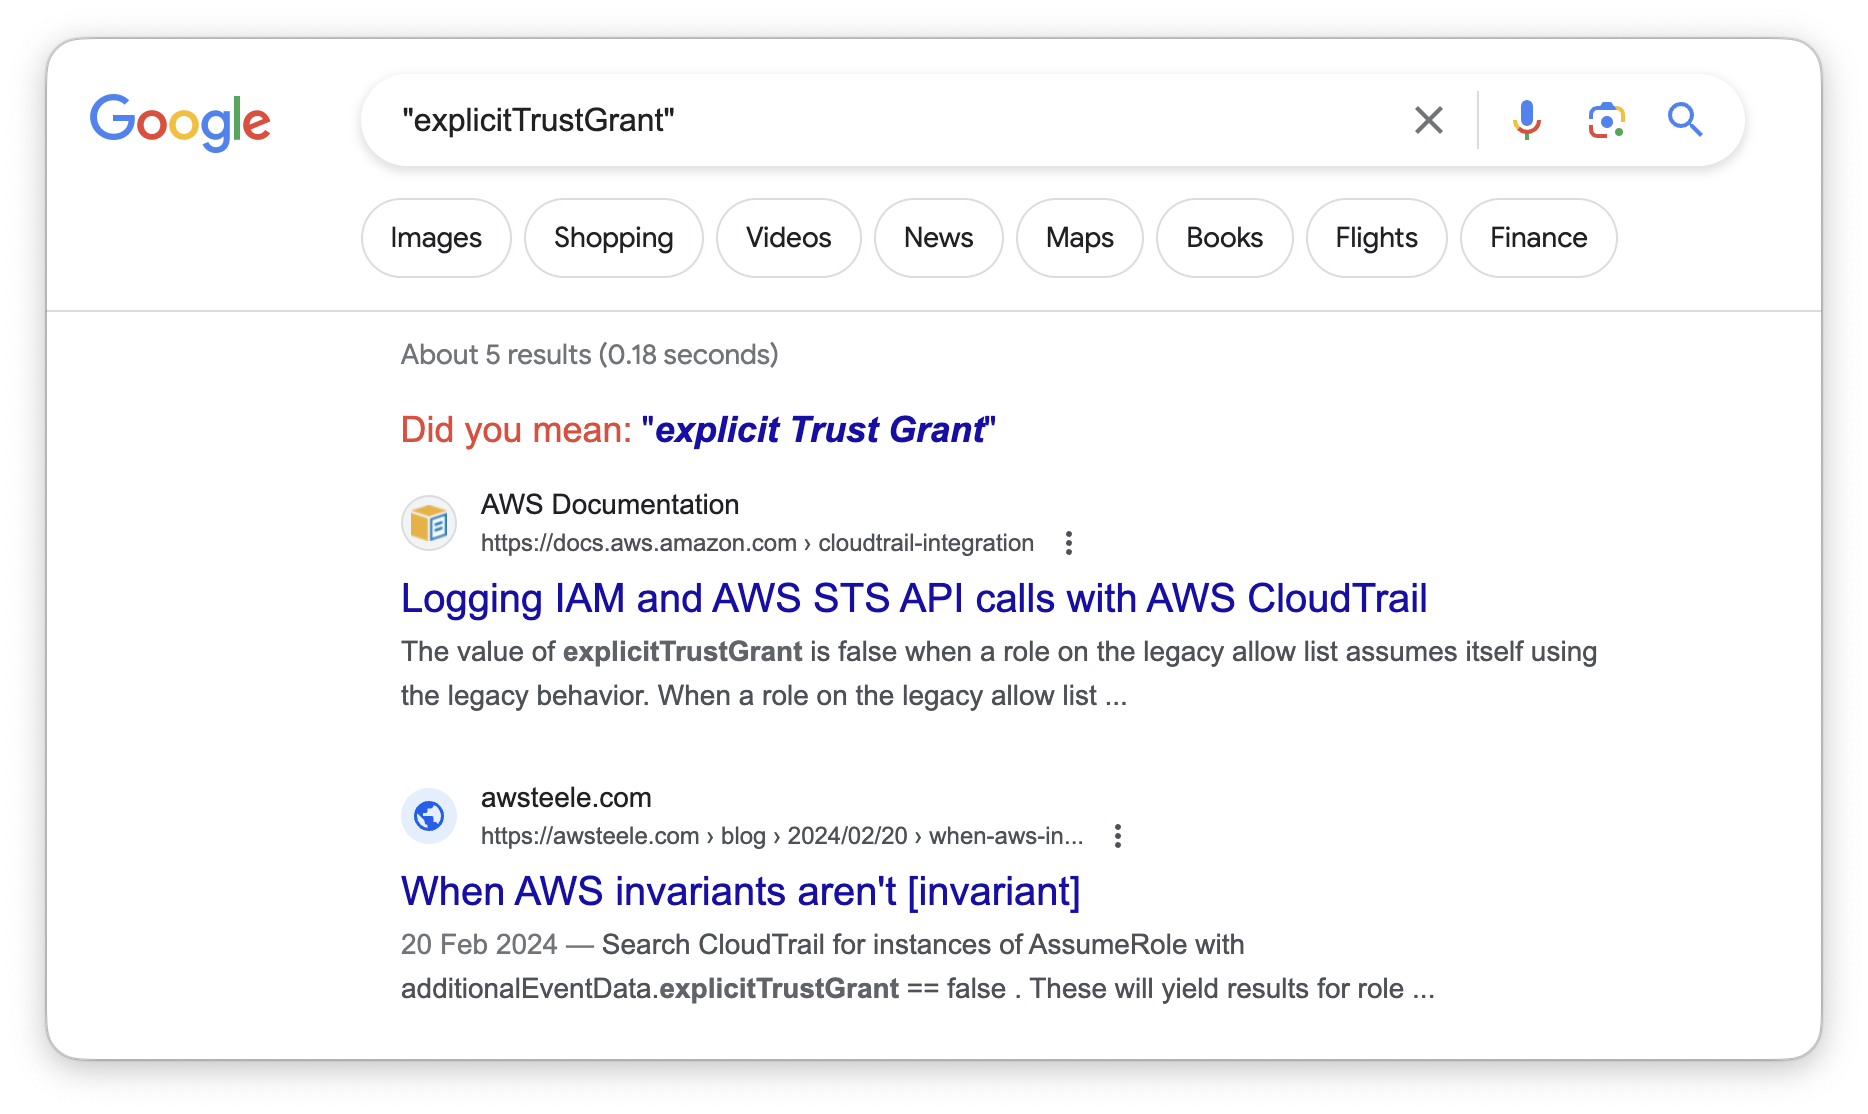 Google
"explicitTrustGrant"
Images Shopping Videos News Maps Books Flights Finance
About 5 results (0.18 seconds)
Did you mean: "explicit Trust Grant"
AWS Documentation
https://docs.aws.amazon.com › cloudtrail-integration
Logging IAM and AWS STS API calls with AWS CloudTrail
The value of explicitTrustGrant is false when a role on the legacy allow list assumes itself using
the legacy behavior. When a role on the legacy allow list ...
awsteele.com
https://awsteele.com › blog › 2024/02/20 › when-aws-in...
When AWS invariants aren't [invariant]
20 Feb 2024 — Search CloudTrail for instances of AssumeRole with
additionalEventData.explicitTrustGrant == false . These will yield results for role ...